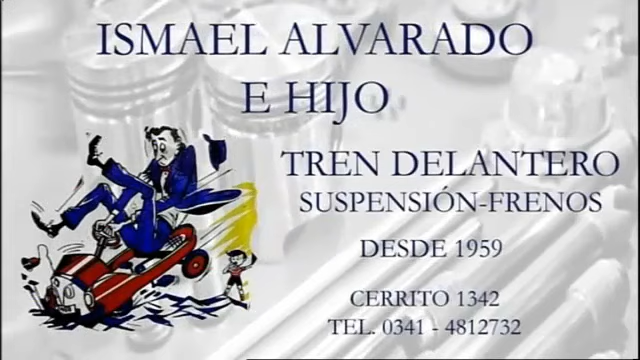 ISMAEL ALVARADO
E HIJO
TREN DELANTERO
SUSPENSIÓN-FRENOS
DESDE 1959
CERRITO 1342
TEL. 0341 - 4812732